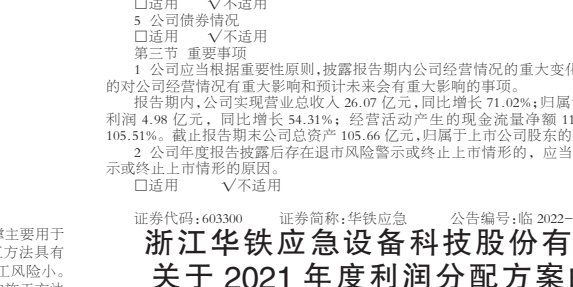 □适用 √不适用
5 公司债券情况
□适用 √不适用
第三节 重要事项
1 公司应当根据重要性原则,披露报告期内公司经营情况的重大变
的对公司经营情况有重大影响和预计未来会有重大影响的事项。
报告期内,公司实现营业总收入 26.07 亿元,同比增长 71.02%;归属
利润 4.98 亿元，同比增长 54.31%；经营活动产生的现金流量净额 11
105.51%。截止报告期末公司总资产 105.66 亿元,归属于上市公司股东的
2 公司年度报告披露后存在退市风险警示或终止上市情形的，应当
示或终止上市情形的原因。
□适用 √不适用
证券代码:603300 证券简称:华铁应急 公告编号:临 2022-
浙江华铁应急设备科技股份有
关于 2021 年度利润分配方案
主要用于
方法具有
工风险小。